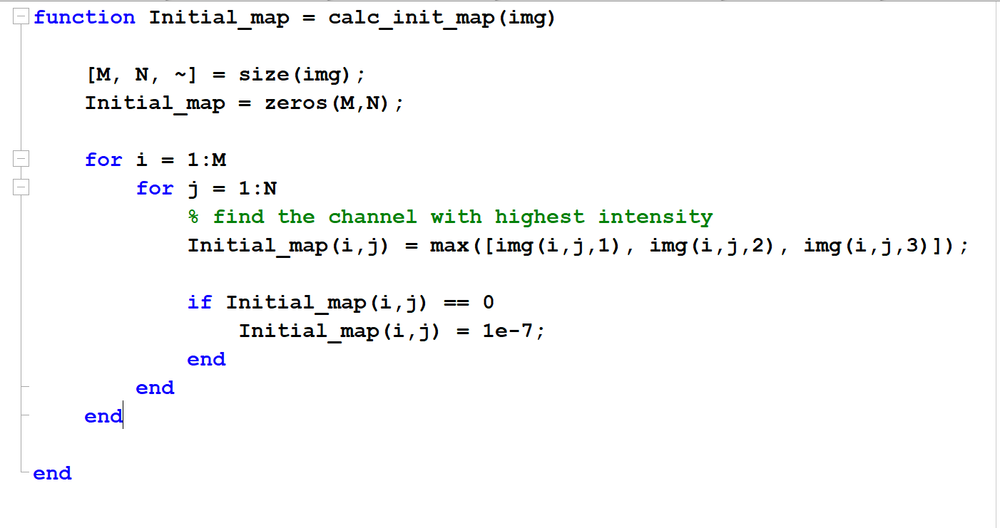 function Initial_map = calc_init_map(img)
[M, N, ~] = size(img);
Initial_map = zeros(M,N);
for i = 1:M
for j = 1:N
% find the channel with highest intensity
Initial_map(i,j) = max([img(i,j,1), img(i,j,2), img(i,j,3)]);
if Initial_map(i,j) == 0
Initial_map(i,j) = 1e-7;
end
end
end
end